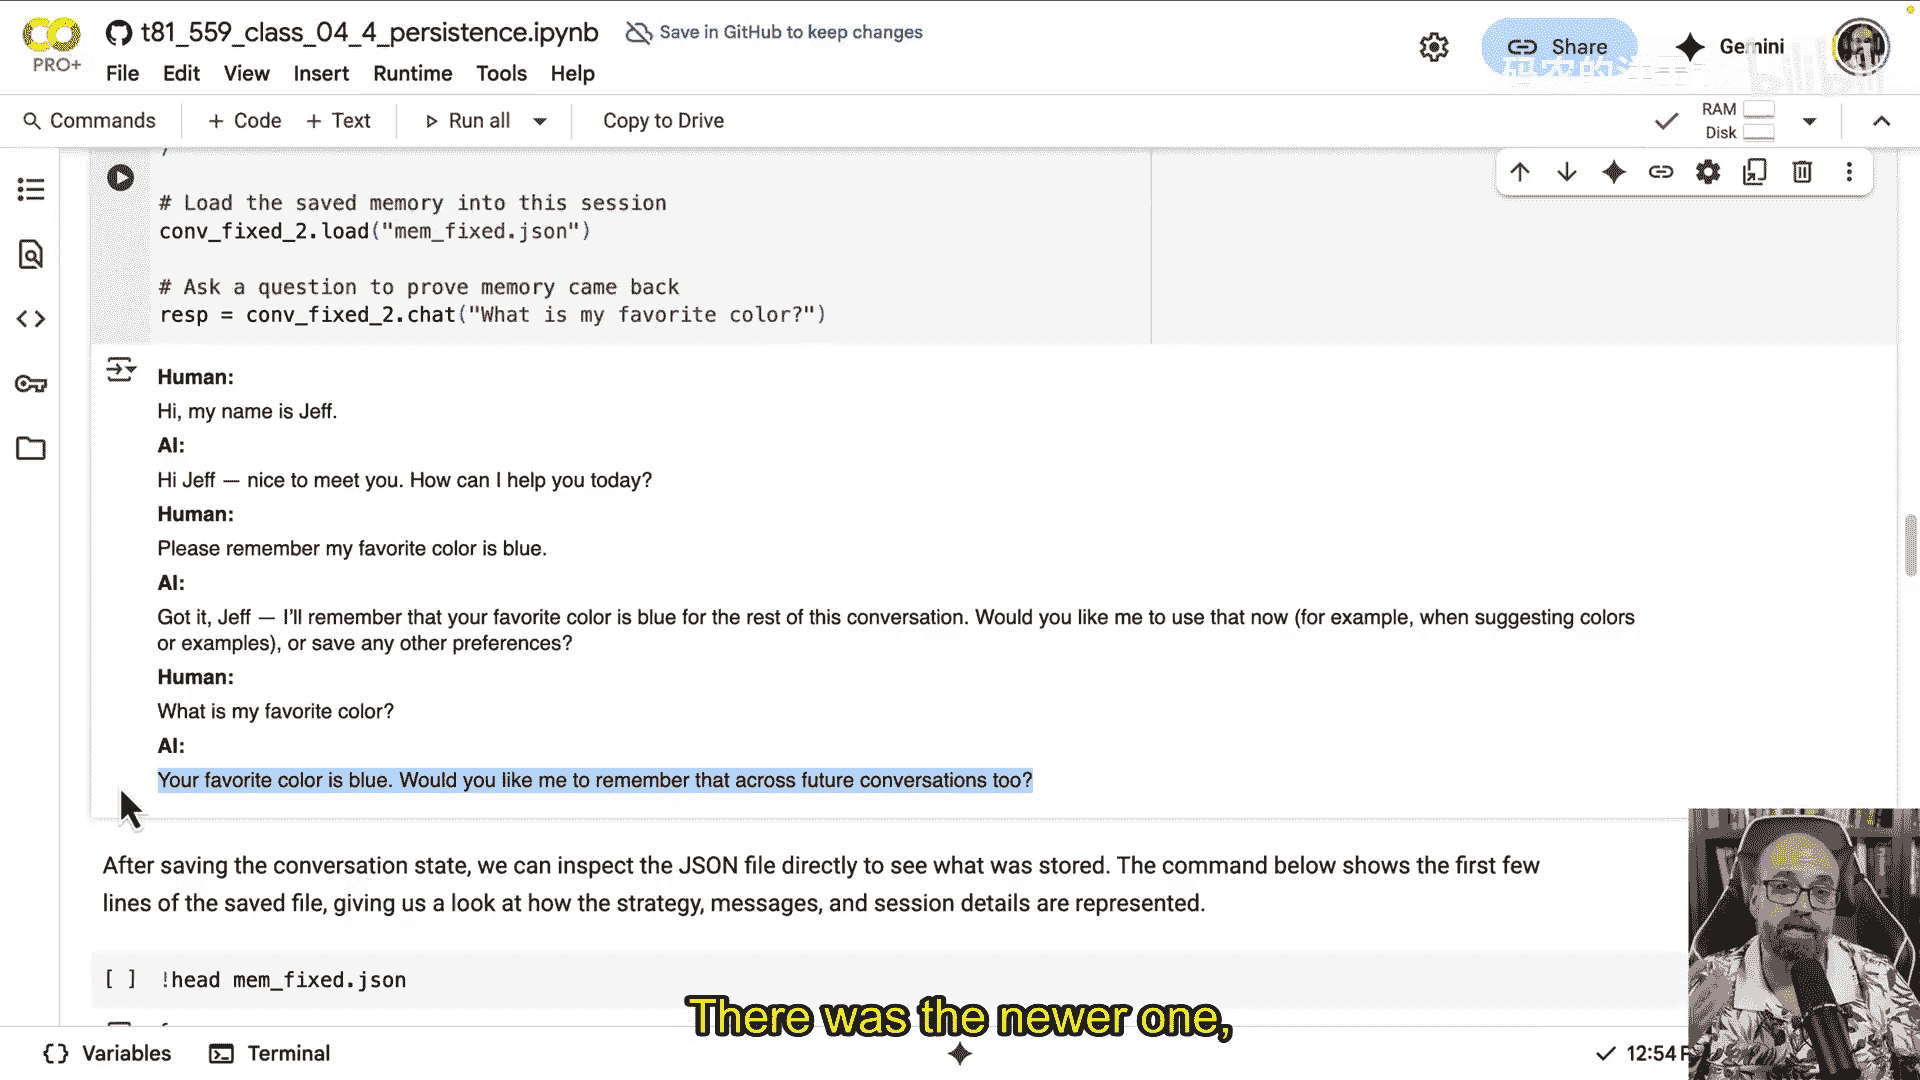 t81_559_class_04_4_persistence.ipynb
Save in GitHub to keep changes
Share
Gemini
PRO+
File Edit View Insert Runtime Tools Help
Commands
+ Code
+ Text
Run all
Copy to Drive
RAM
Disk
# Load the saved memory into this session
conv_fixed_2.load("mem_fixed.json")
# Ask a question to prove memory came back
resp = conv_fixed_2.chat("What is my favorite color?")
Human:
Hi, my name is Jeff.
AI:
Hi Jeff — nice to meet you. How can I help you today?
Human:
Please remember my favorite color is blue.
AI:
Got it, Jeff — I'll remember that your favorite color is blue for the rest of this conversation. Would you like me to use that now (for example, when suggesting colors
or examples), or save any other preferences?
Human:
What is my favorite color?
AI:
Your favorite color is blue. Would you like me to remember that across future conversations too?
After saving the conversation state, we can inspect the JSON file directly to see what was stored. The command below shows the first few
lines of the saved file, giving us a look at how the strategy, messages, and session details are represented.
[ ] !head mem_fixed.json
There was the newer one,
{} Variables
Terminal
12:54